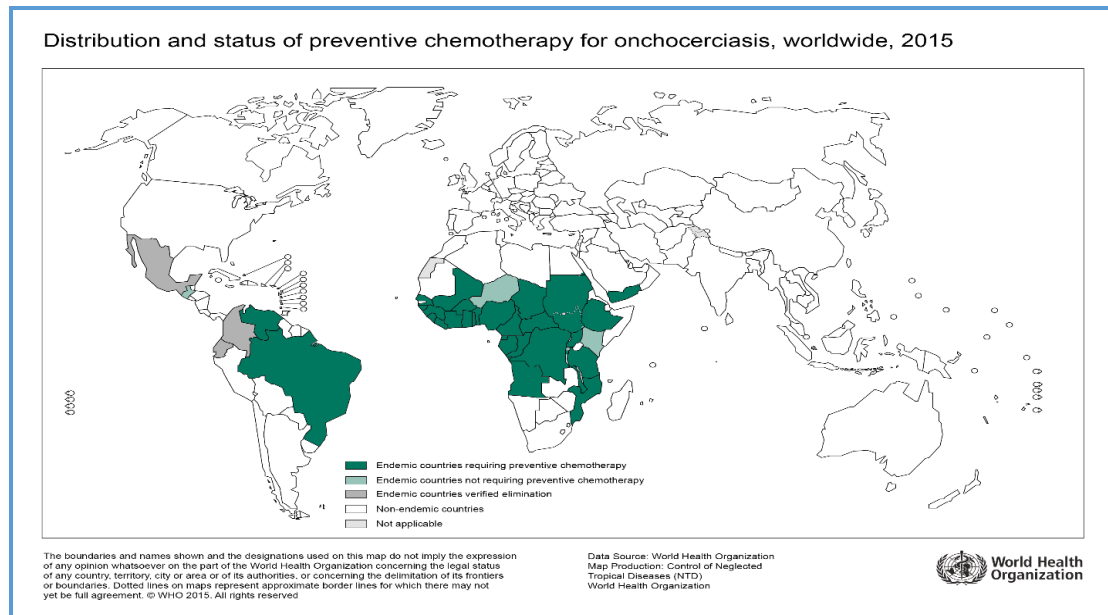 Distribution and status of preventive chemotherapy for onchocerciasis, worldwide, 2015
Endemic countries requiring preventive chemotherapy
Endemic countries not requiring preventive chemotherapy
Endemic countries verified elimination
Non-endemic countries
Not applicable
The boundaries and names shown and the designations used on this map do not imply the expression
of any opinion whatsoever on the part of the World Health Organization concerning the legal status
of any country, territory, city or area or of its authorities, or concerning the delimitation of its frontiers
or boundaries. Dotted lines on maps represent approximate border lines for which there may not
yet be full agreement. © WHO 2015. All rights reserved
Data Source: World Health Organization
Map Production: Control of Neglected
Tropical Diseases (NTD)
World Health Organization
World Health
Organization